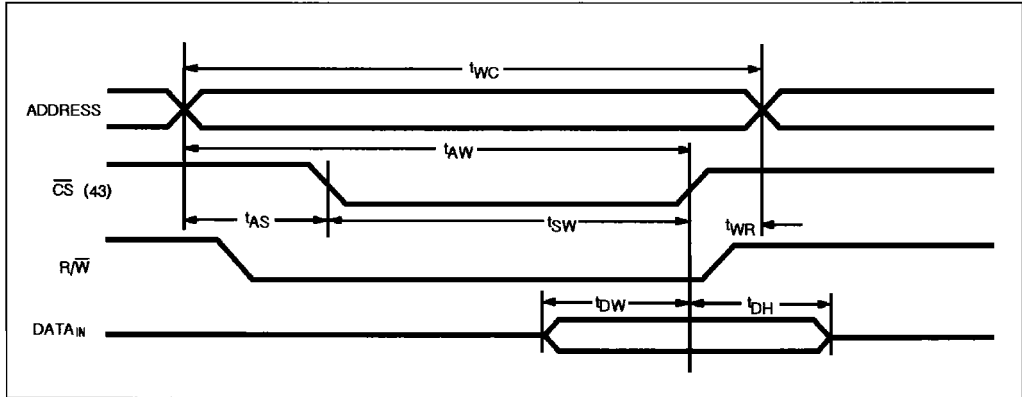 tWC
ADDRESS
tAW
CS (43)
tAS
tSW
tWR
R/W
tDW
tDH
DATAIN